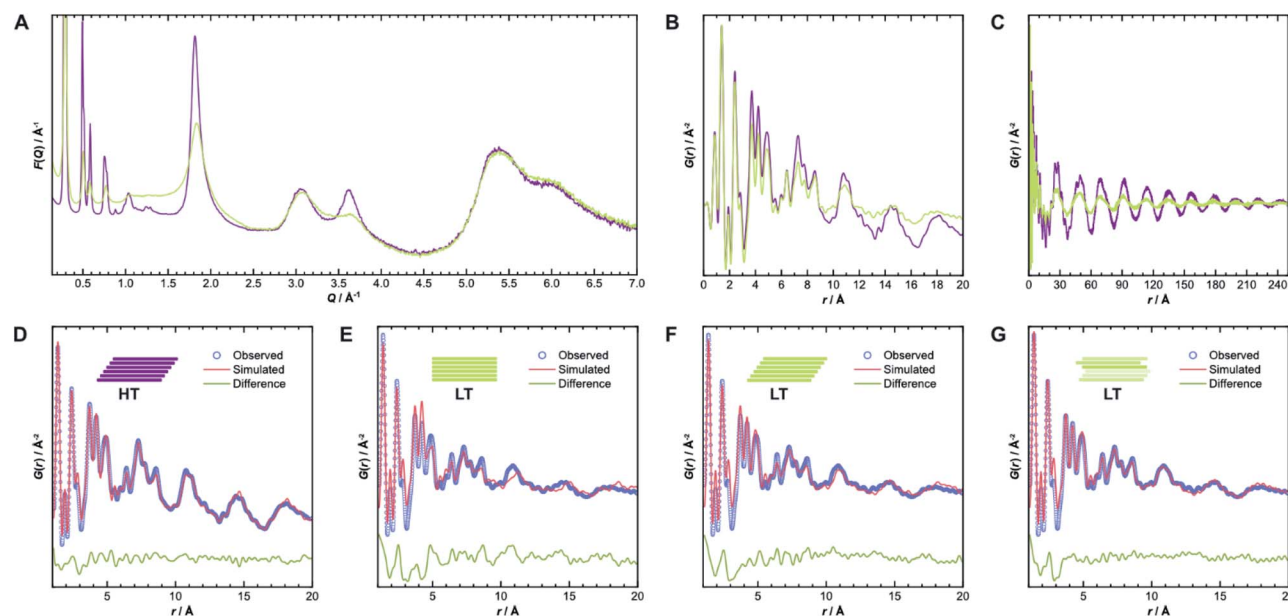 A
F(Q) / Å⁻¹
0.5 1.0 1.5 2.0 2.5 3.0 3.5 4.0 4.5 5.0 5.5 6.0 6.5 7.0
Q / Å⁻¹
B
G(r) / Å⁻²
0 2 4 6 8 10 12 14 16 18 20
r / Å
C
G(r) / Å⁻²
0 30 60 90 120 150 180 210 240
r / Å
D
G(r) / Å⁻²
HT
Observed
Simulated
Difference
5 10 15 20
r / Å
E
G(r) / Å⁻²
LT
Observed
Simulated
Difference
5 10 15 20
r / Å
F
G(r) / Å⁻²
LT
Observed
Simulated
Difference
5 10 15 20
r / Å
G
G(r) / Å⁻²
LT
Observed
Simulated
Difference
5 10 15 20
r / Å